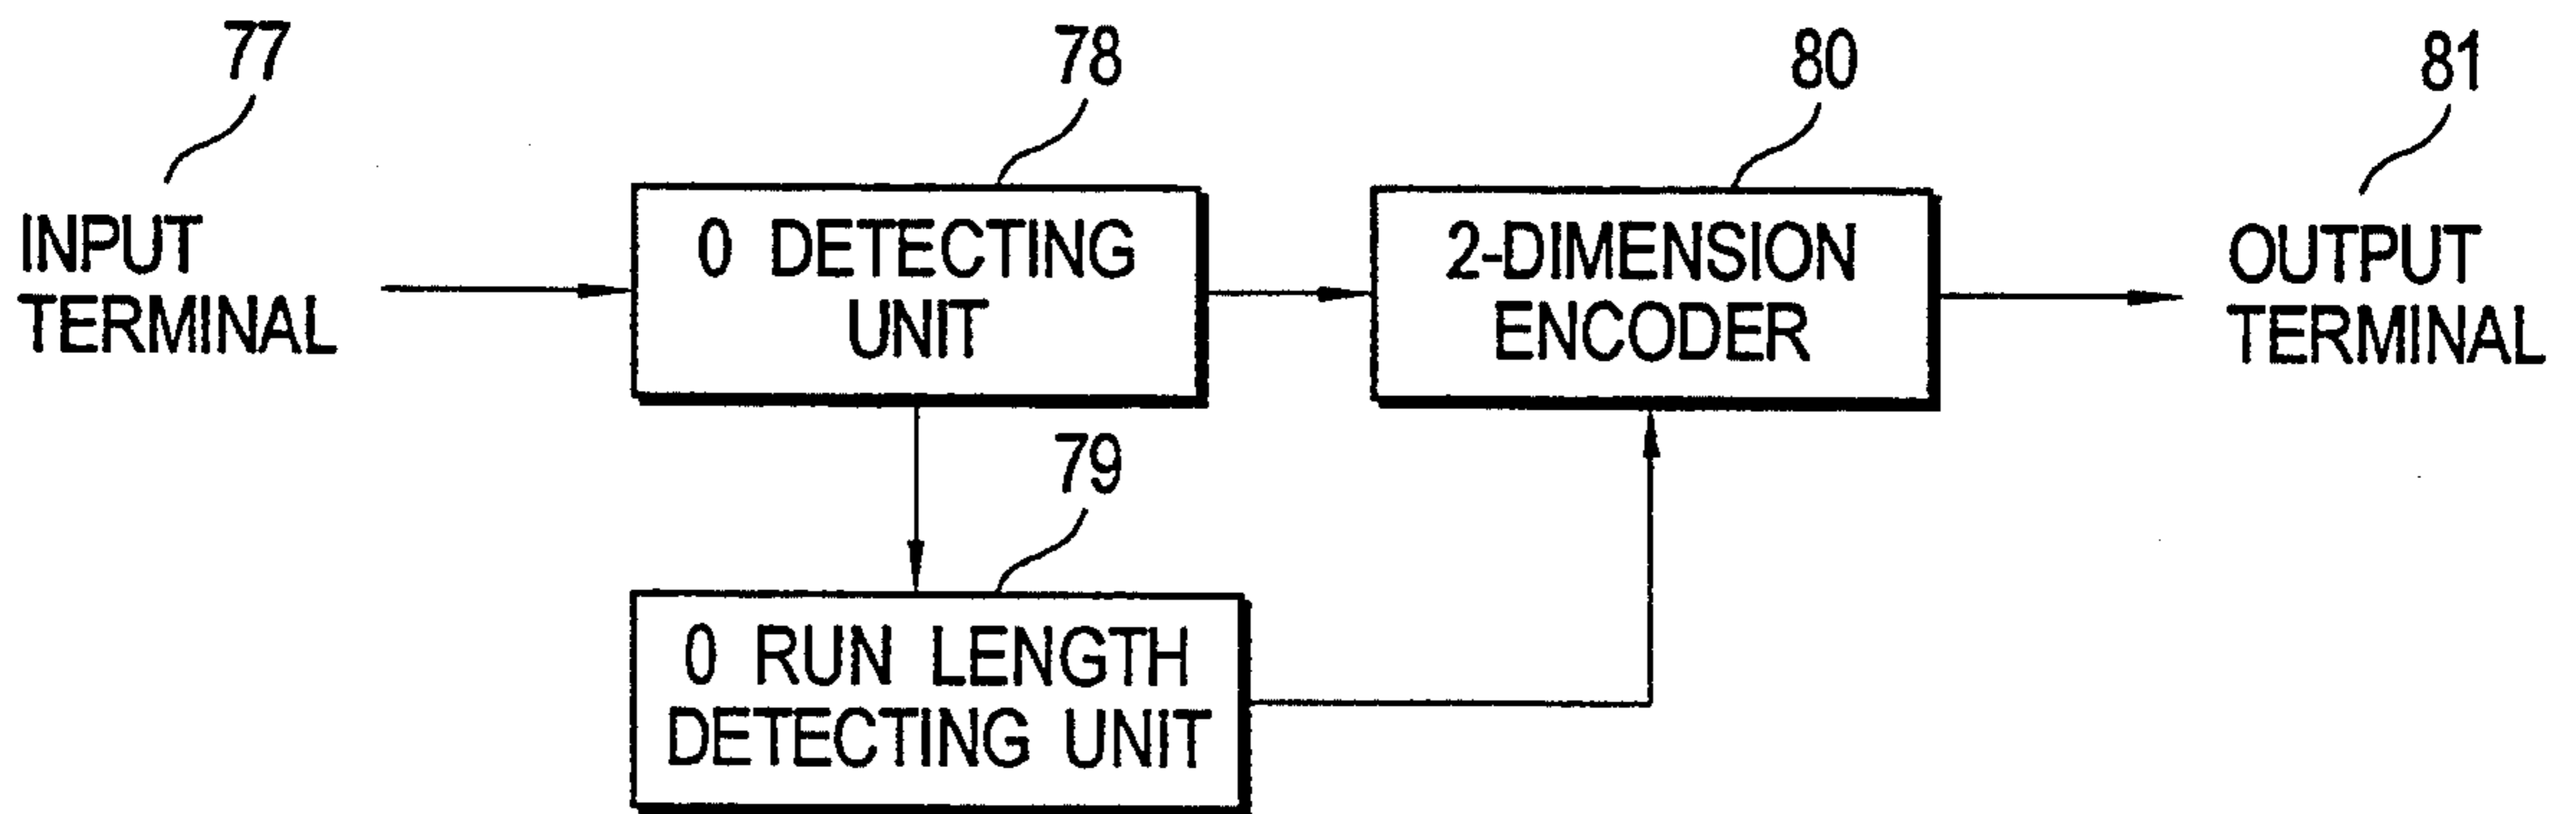 77
78
80
81
INPUT
TERMINAL
0 DETECTING
UNIT
2-DIMENSION
ENCODER
OUTPUT
TERMINAL
79
0 RUN LENGTH
DETECTING UNIT